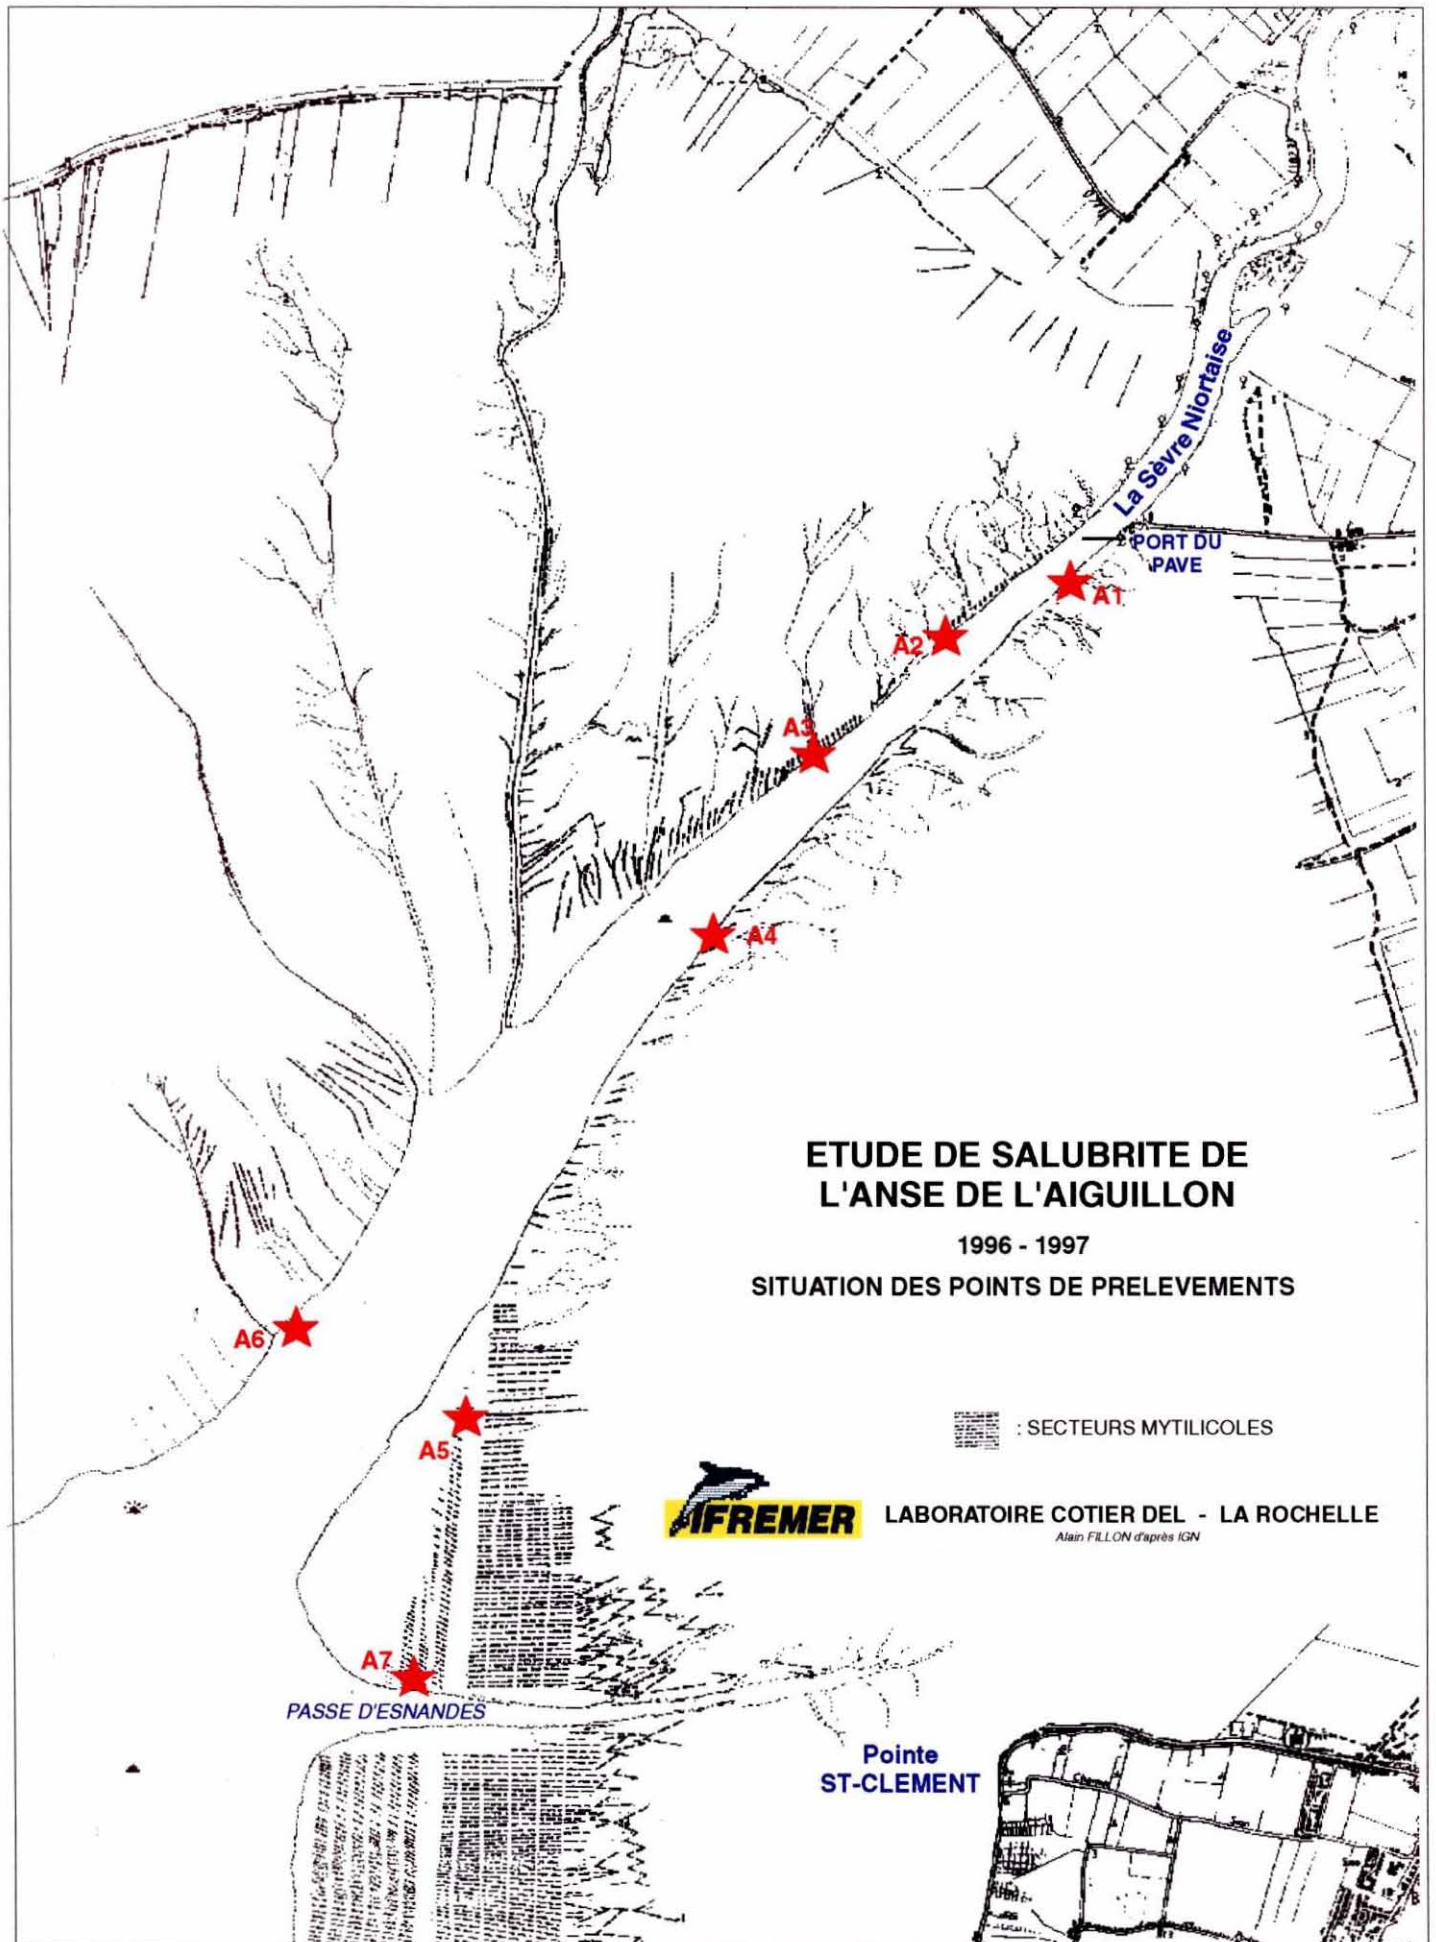 La Sèvre Niortaise
PORT DU
PAVE
A1
A2
A3
A4
ETUDE DE SALUBRITE DE
L'ANSE DE L'AIGUILLON
1996 - 1997
SITUATION DES POINTS DE PRELEVEMENTS
A6
A5
: SECTEURS MYTILICOLES
IFREMER
LABORATOIRE COTIER DEL - LA ROCHELLE
Alain FILLON d'après IGN
A7
PASSE D'ESNANDES
Pointe
ST-CLEMENT